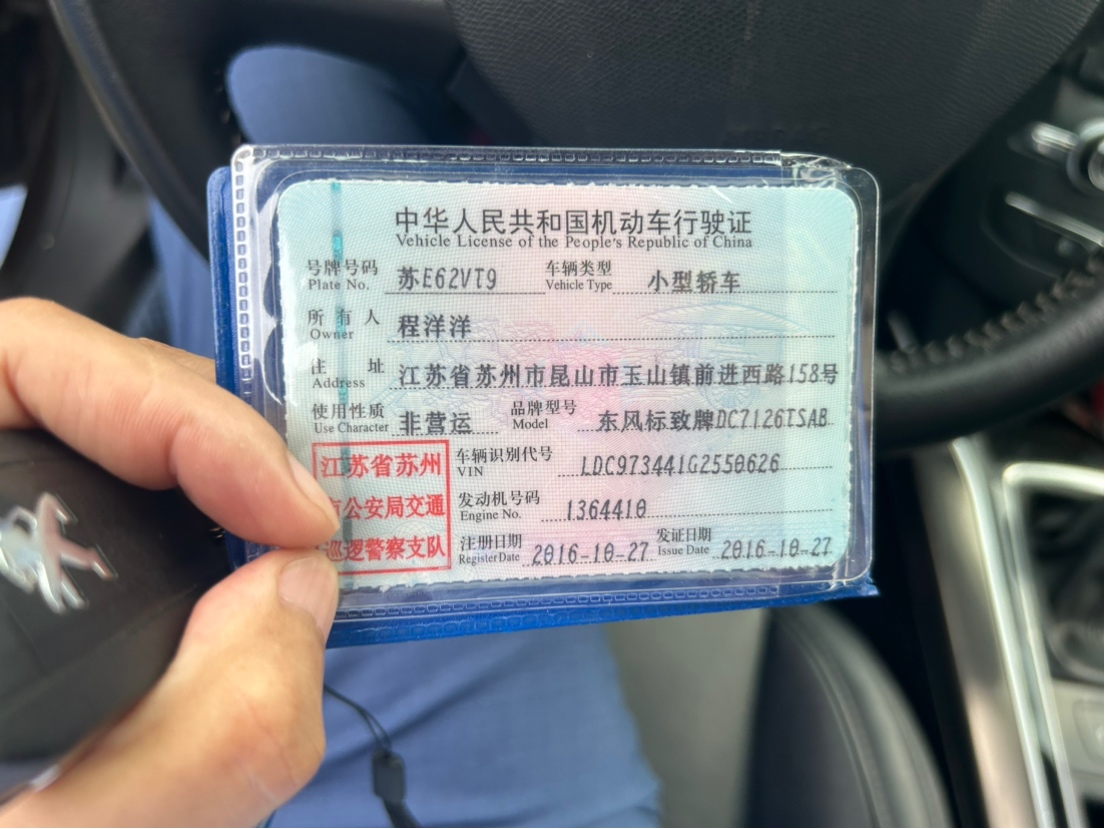 中华人民共和国机动车行驶证
Vehicle License of the People's Republic of China
号牌号码 苏E62VT9 车辆类型 小型轿车
Plate No. Vehicle Type
所有人 程洋洋
Owner
住址 江苏省苏州市昆山市玉山镇前进西路158号
Address
使用性质 非营运 品牌型号 东风标致牌DC7126TSAB
Use Character Model
江苏省苏州
公安局交通
巡逻警察支队
车辆识别代号 LDC973441G2550626
VIN
发动机号码 1364410
Engine No.
注册日期 2016-10-27 发证日期 2016-10-27
Register Date Issue Date